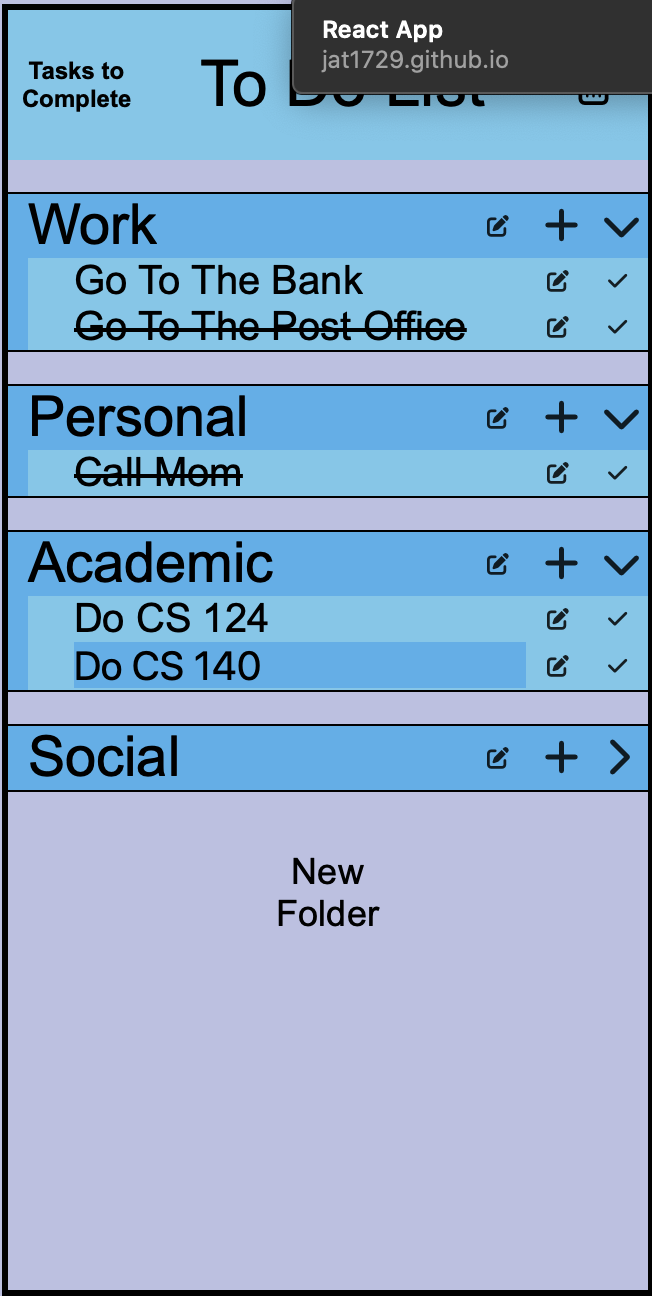 React App
jat1729.github.io
Tasks to
Complete
To Do List
Work
Go To The Bank
Go To The Post Office
Personal
Call Mom
Academic
Do CS 124
Do CS 140
Social
New
Folder